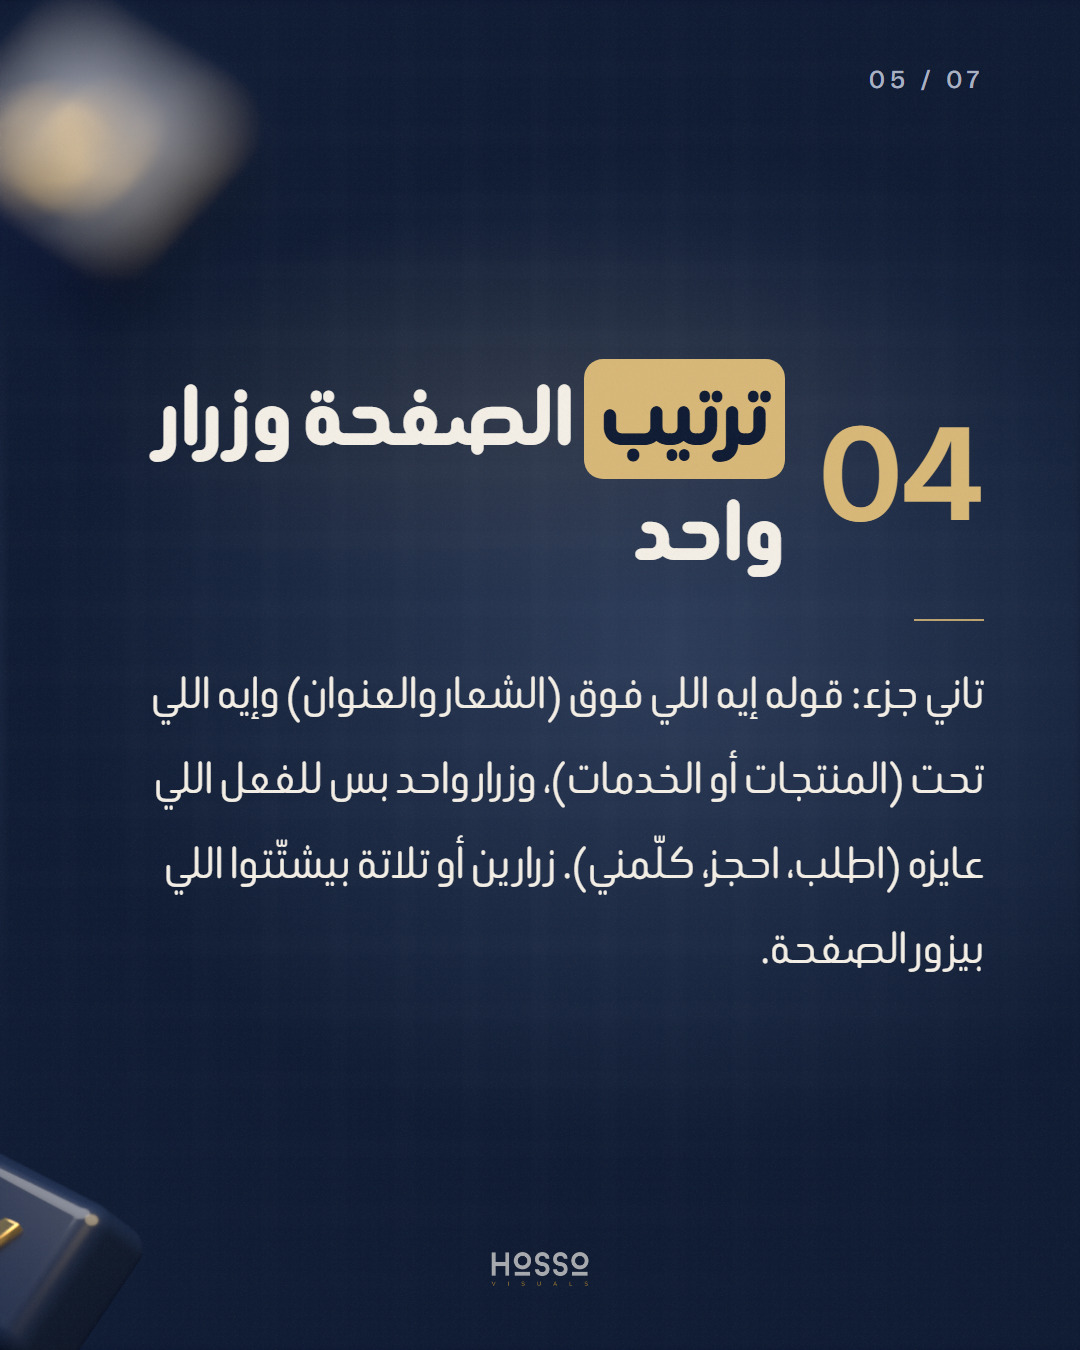 05 / 07
04
ترتيب الصفحة وزرار
واحد
تاني جزء: قوله إيه اللي فوق (الشعار والعنوان) وإيه اللي
تحت (المنتجات أو الخدمات)، وزرار واحد بس للفعل اللي
عايزه (اطلب، احجز، كلّمني). زرارين أو تلاتة بيشتّتوا اللي
بيزور الصفحة.
HOSSO
VISUALS